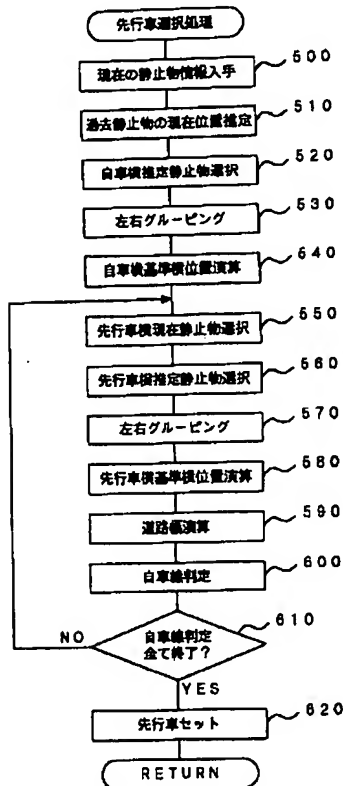 先行車選択処理
500
現在の静止物情報入手
510
過去静止物の現在位置推定
520
自車横推定静止物選択
530
左右グルーピング
540
自車横基準横位置演算
550
先行車横現在静止物選択
560
先行車横推定静止物選択
570
左右グルーピング
580
先行車横基準横位置演算
590
道路幅演算
600
自車線判定
610
NO
自車線判定
全て終了?
YES
620
先行車セット
RETURN